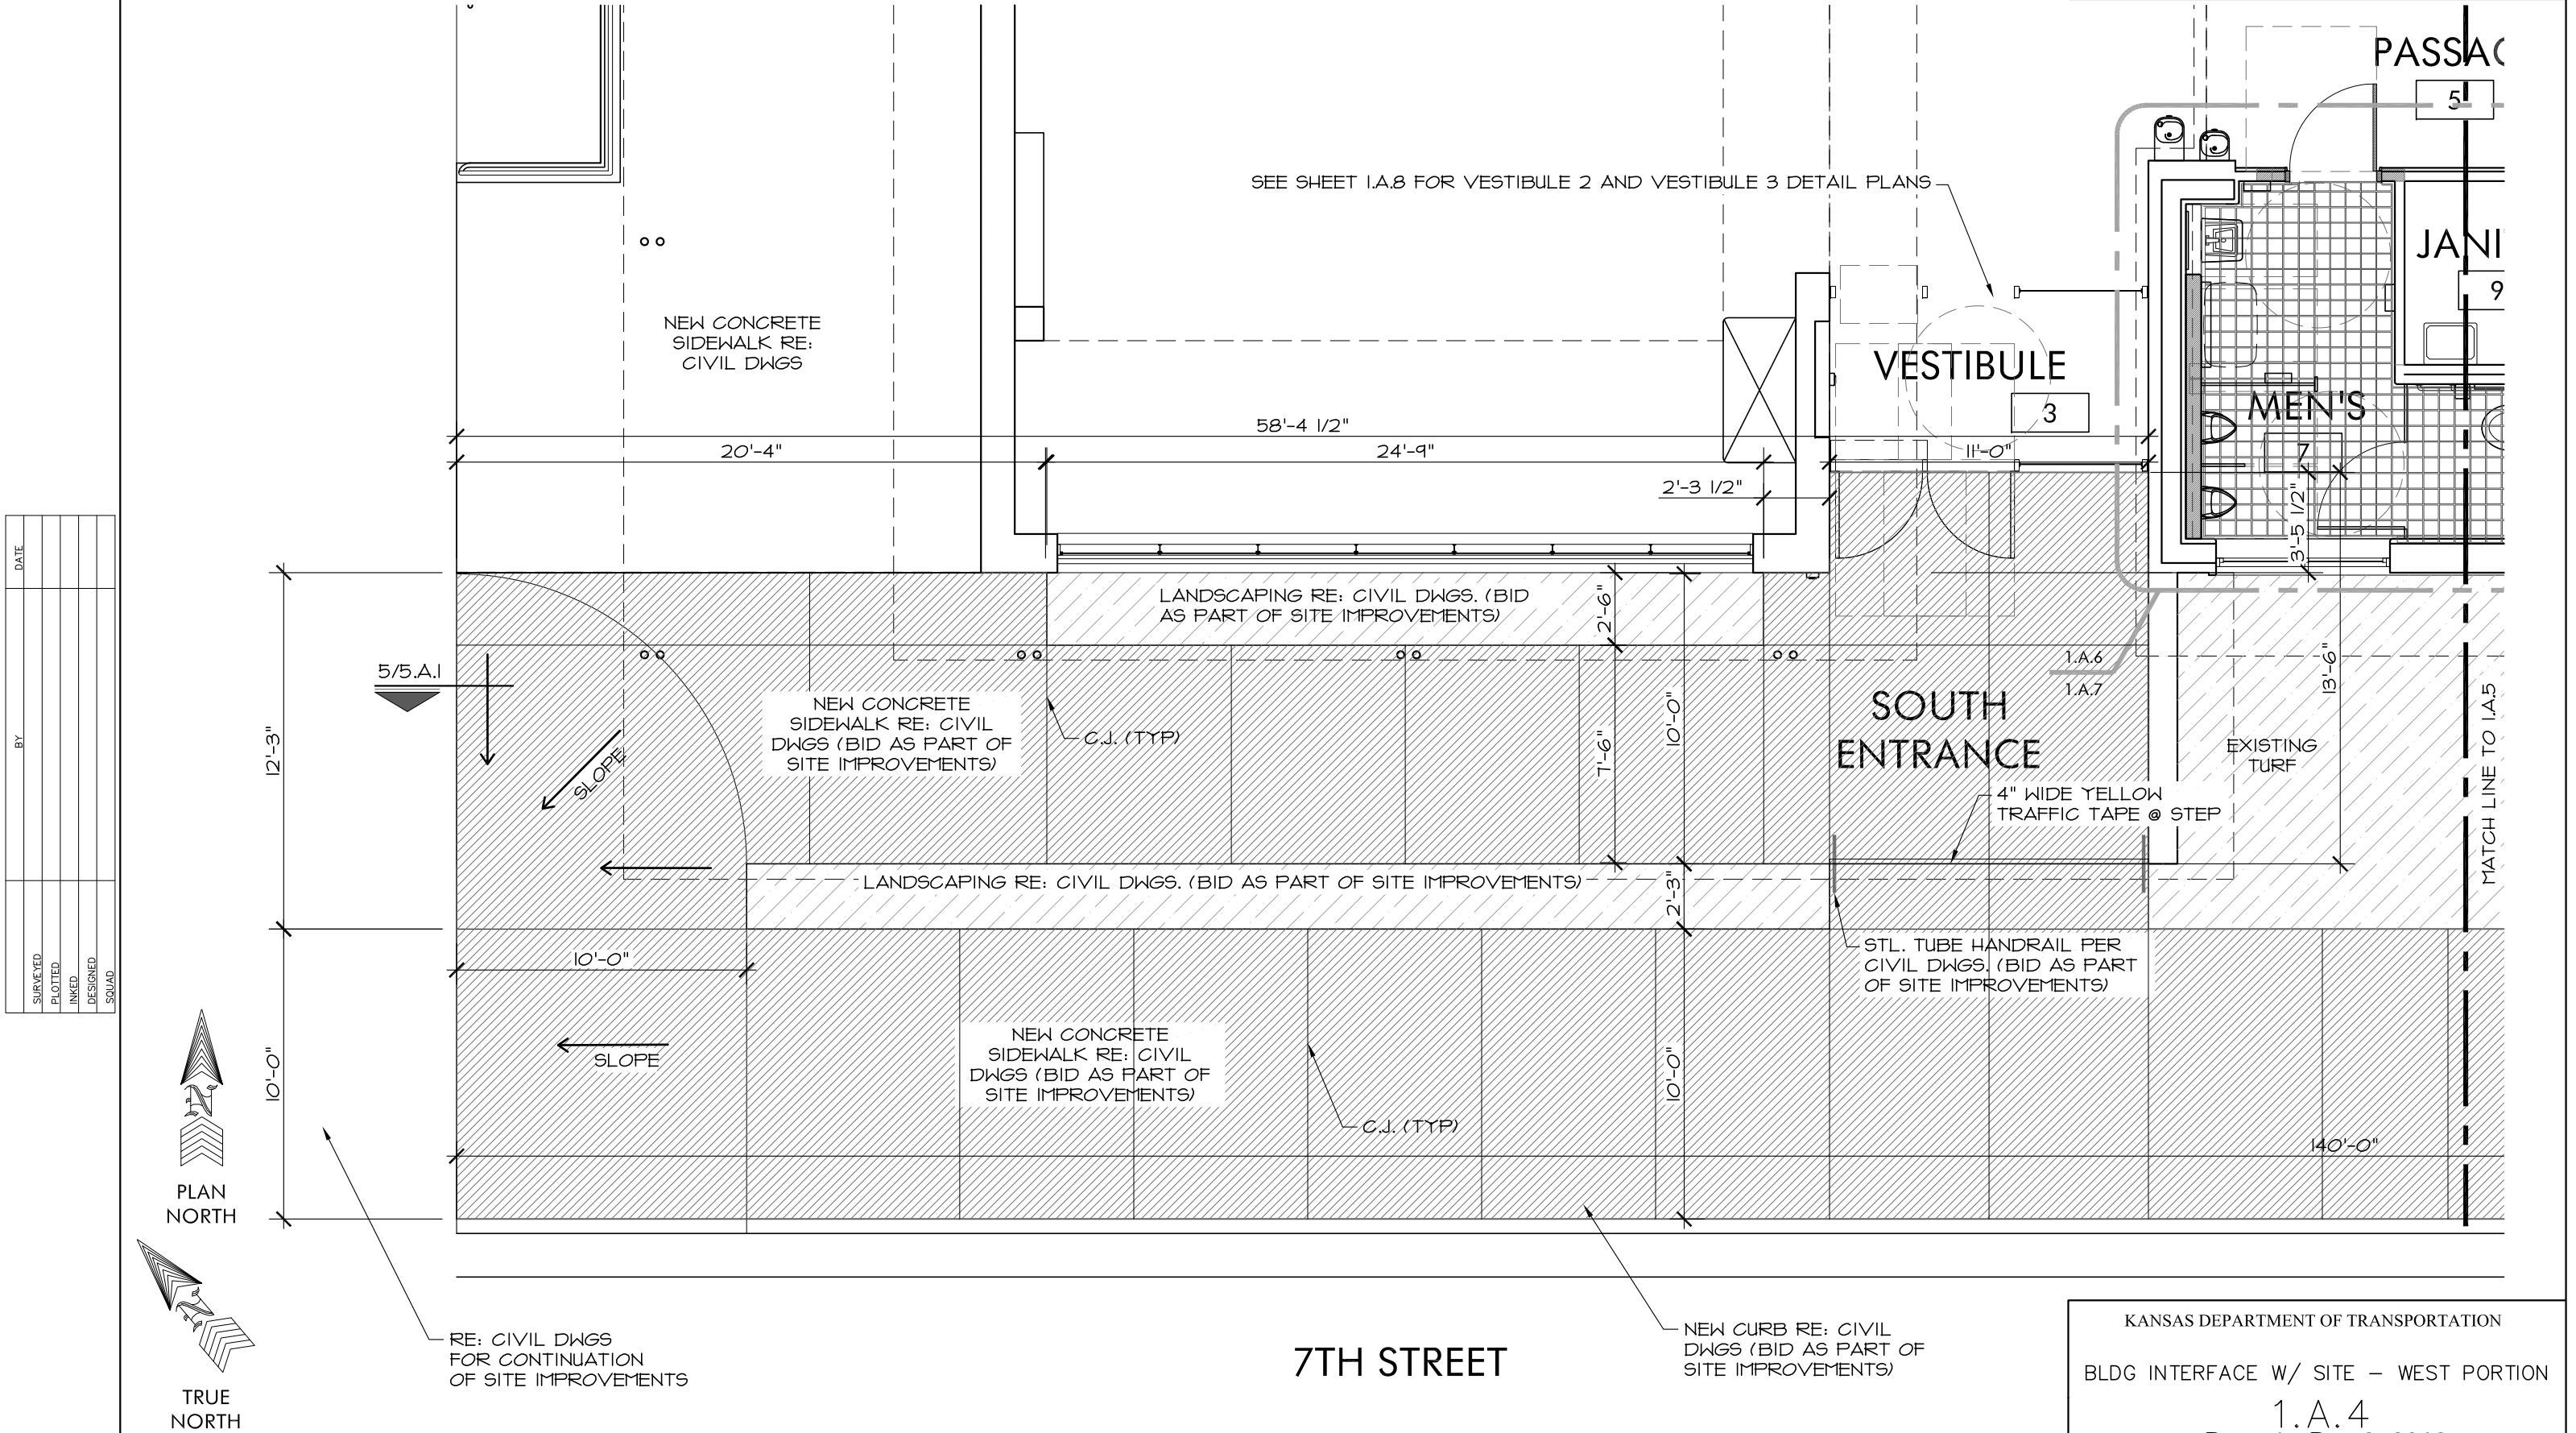 PASSAG
5
SEE SHEET 1.A.8 FOR VESTIBULE 2 AND VESTIBULE 3 DETAIL PLANS
JANI
9
NEW CONCRETE
SIDEWALK RE:
CIVIL DWGS
VESTIBULE
3
MEN'S
7
58'-4 1/2"
20'-4"
24'-9"
11'-0"
2'-3 1/2"
3'-5 1/2"
DATE
BY
SURVEYED
PLOTTED
INKED
DESIGNED
SQUAD
LANDSCAPING RE: CIVIL DWGS. (BID
AS PART OF SITE IMPROVEMENTS)
2'-6"
5/5.A.1
1.A.6
1.A.7
13'-6"
NEW CONCRETE
SIDEWALK RE: CIVIL
DWGS (BID AS PART OF
SITE IMPROVEMENTS)
C.J. (TYP)
SLOPE
12'-3"
7'-6"
10'-0"
SOUTH
ENTRANCE
EXISTING
TURF
MATCH LINE TO 1.A.5
4" WIDE YELLOW
TRAFFIC TAPE @ STEP
LANDSCAPING RE: CIVIL DWGS. (BID AS PART OF SITE IMPROVEMENTS)
2'-3"
10'-0"
STL. TUBE HANDRAIL PER
CIVIL DWGS. (BID AS PART
OF SITE IMPROVEMENTS)
10'-0"
SLOPE
NEW CONCRETE
SIDEWALK RE: CIVIL
DWGS (BID AS PART OF
SITE IMPROVEMENTS)
C.J. (TYP)
10'-0"
140'-0"
N
PLAN
NORTH
N
TRUE
NORTH
RE: CIVIL DWGS
FOR CONTINUATION
OF SITE IMPROVEMENTS
7TH STREET
NEW CURB RE: CIVIL
DWGS (BID AS PART OF
SITE IMPROVEMENTS)
KANSAS DEPARTMENT OF TRANSPORTATION
BLDG INTERFACE W/ SITE – WEST PORTION
1.A.4